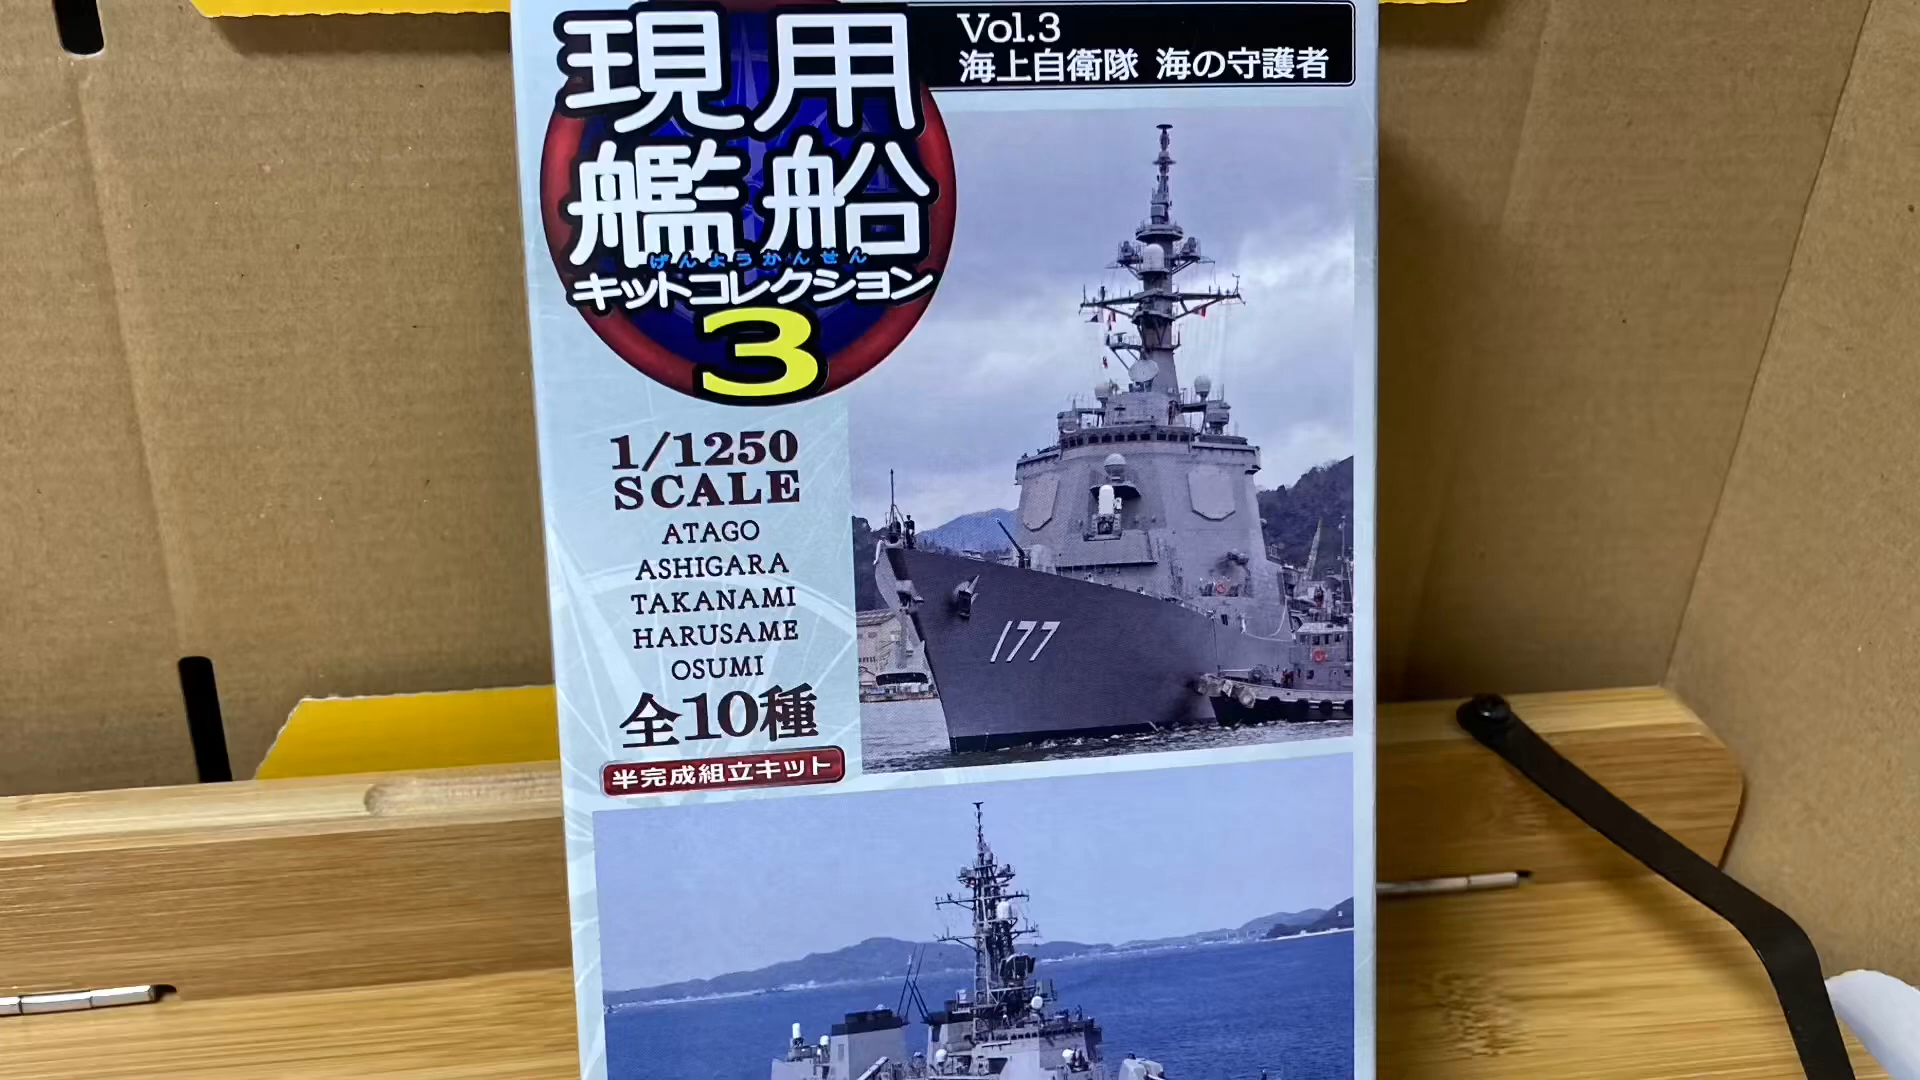 現用
艦船
げんようかんせん
キットコレクション
3
Vol.3
海上自衛隊 海の守護者
1/1250
SCALE
ATAGO
ASHIGARA
TAKANAMI
HARUSAME
OSUMI
全10種
半完成組立キット
177